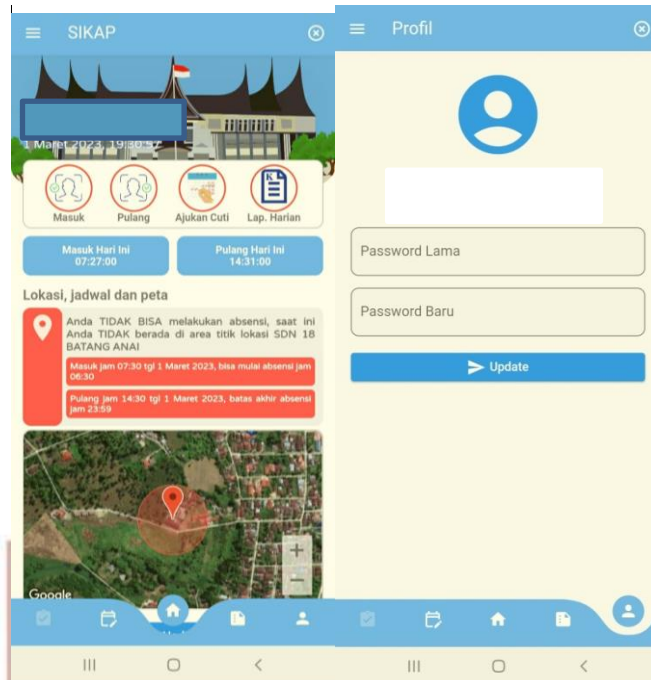 SIKAP
1 Maret 2023, 19:30:57
Masuk
Pulang
Ajukan Cuti
Lap. Harian
Masuk Hari Ini
07:27:00
Pulang Hari Ini
14:31:00
Lokasi, jadwal dan peta
Anda TIDAK BISA melakukan absensi, saat ini
Anda TIDAK berada di area titik lokasi SDN 18
BATANG ANAI
Masuk jam 07:30 tgl 1 Maret 2023, bisa mulai absensi jam
06:30
Pulang jam 14:30 tgl 1 Maret 2023, batas akhir absensi
jam 23:59
+
−
Google
Profil
Password Lama
Password Baru
Update